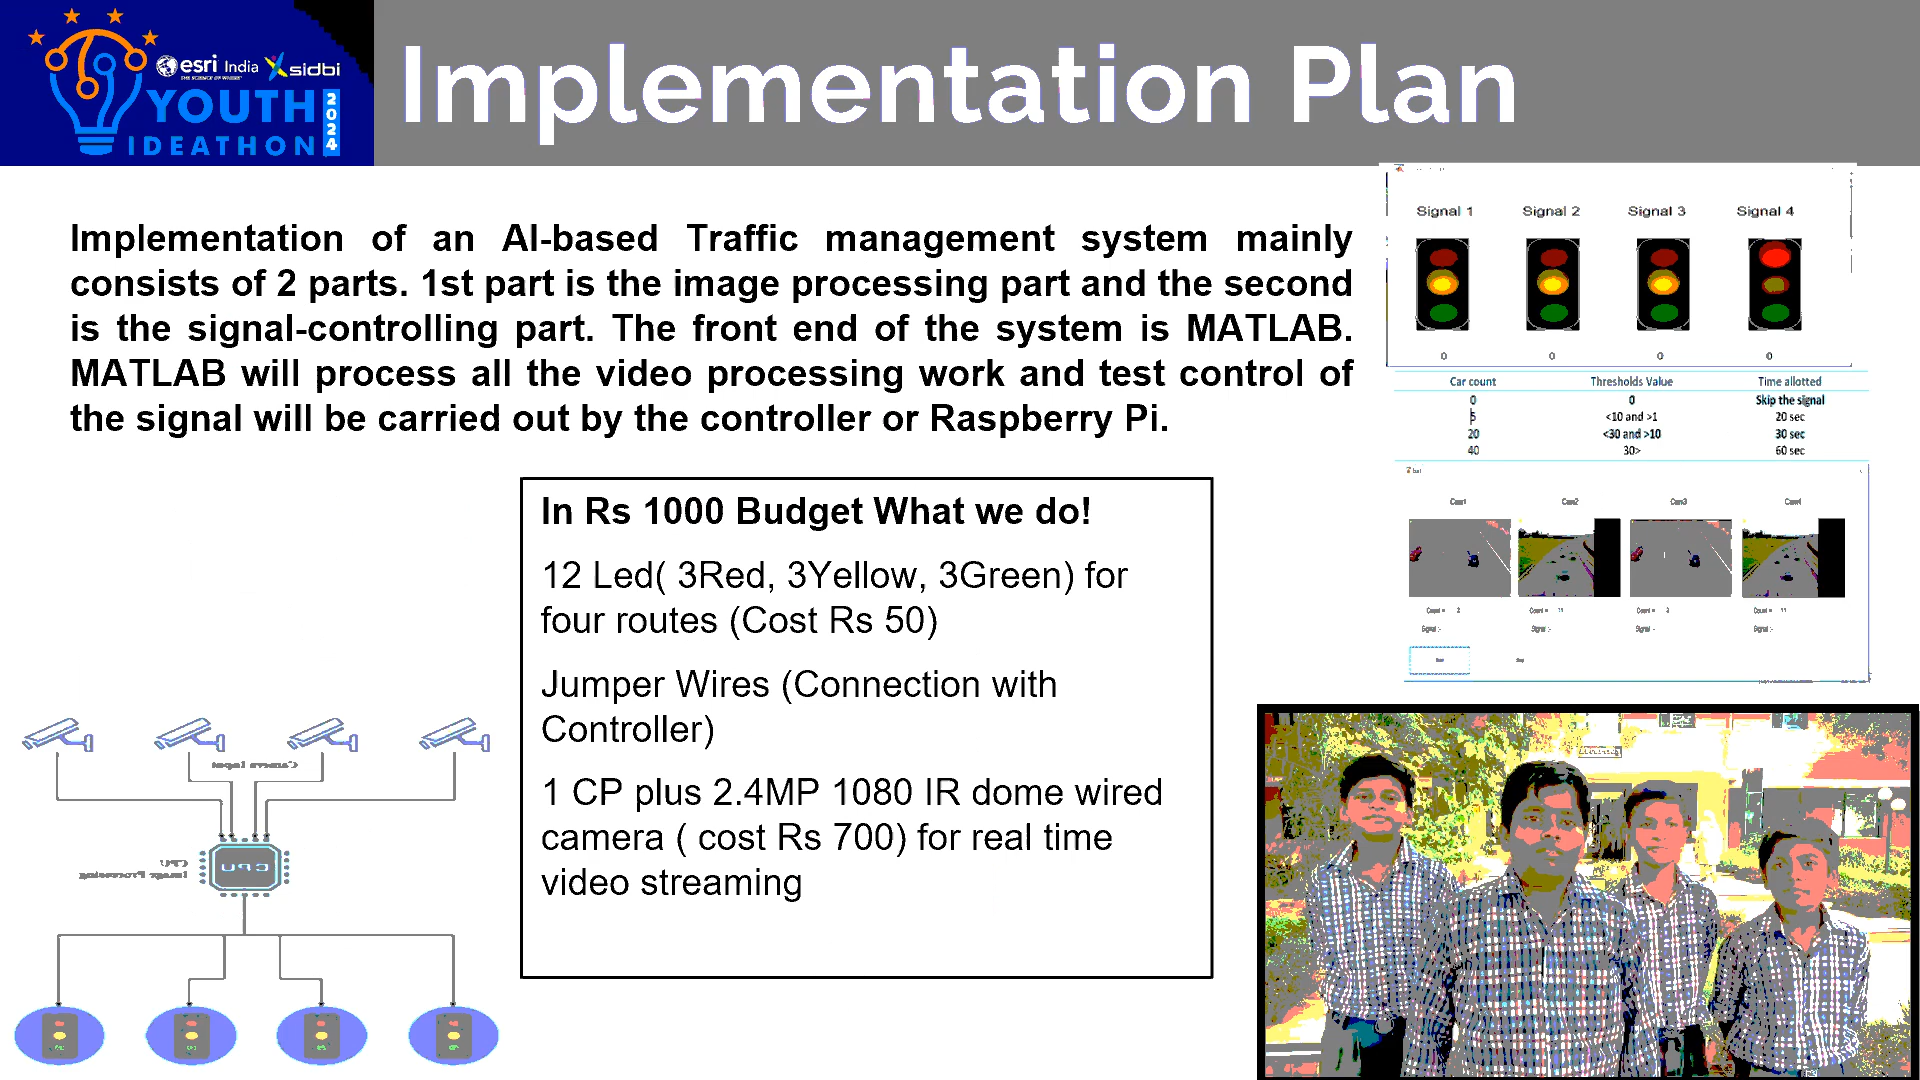 esri India
THE SCIENCE OF WHERE
sidbi
YOUTH
IDEATHON
2024
Implementation Plan
Implementation of an AI-based Traffic management system mainly
consists of 2 parts. 1st part is the image processing part and the second
is the signal-controlling part. The front end of the system is MATLAB.
MATLAB will process all the video processing work and test control of
the signal will be carried out by the controller or Raspberry Pi.
Signal 1 Signal 2 Signal 3 Signal 4
0 0 0 0
Car count Thresholds Value Time allotted
0 0 Skip the signal
5 <10 and >1 20 sec
20 <30 and >10 30 sec
40 30> 60 sec
Cam1 Cam2 Cam3 Cam4
Count = Count = 11 Count = Count = 11
Signal :- Signal :- Signal :- Signal :-
Stop
In Rs 1000 Budget What we do!
12 Led( 3Red, 3Yellow, 3Green) for
four routes (Cost Rs 50)
Jumper Wires (Connection with
Controller)
1 CP plus 2.4MP 1080 IR dome wired
camera ( cost Rs 700) for real time
video streaming
Camera Input
CPU
Image Processing
CPU